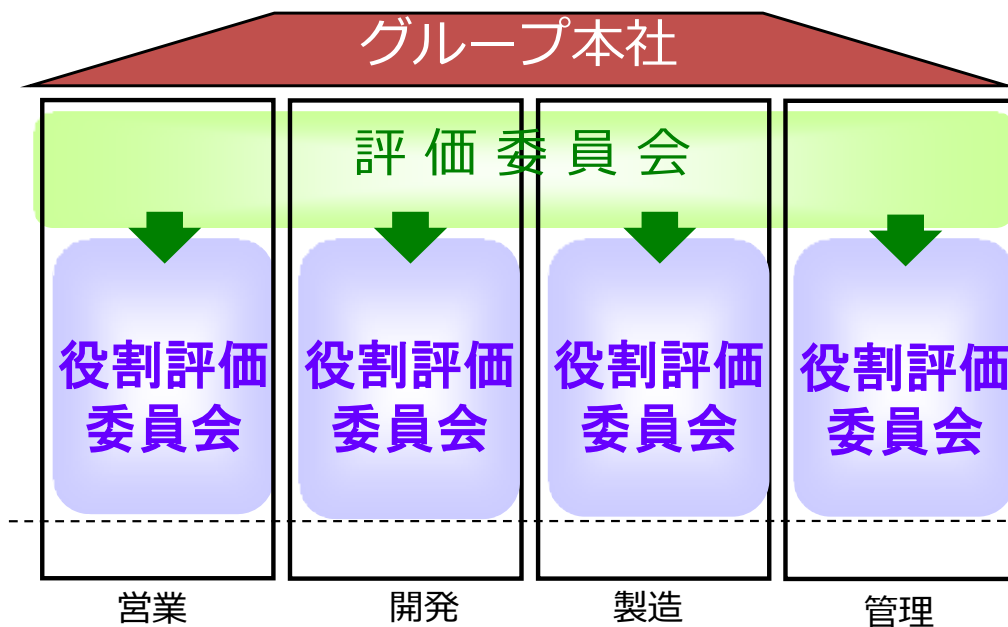 グループ本社
評価委員会
役割評価
委員会
役割評価
委員会
役割評価
委員会
役割評価
委員会
営業
開発
製造
管理